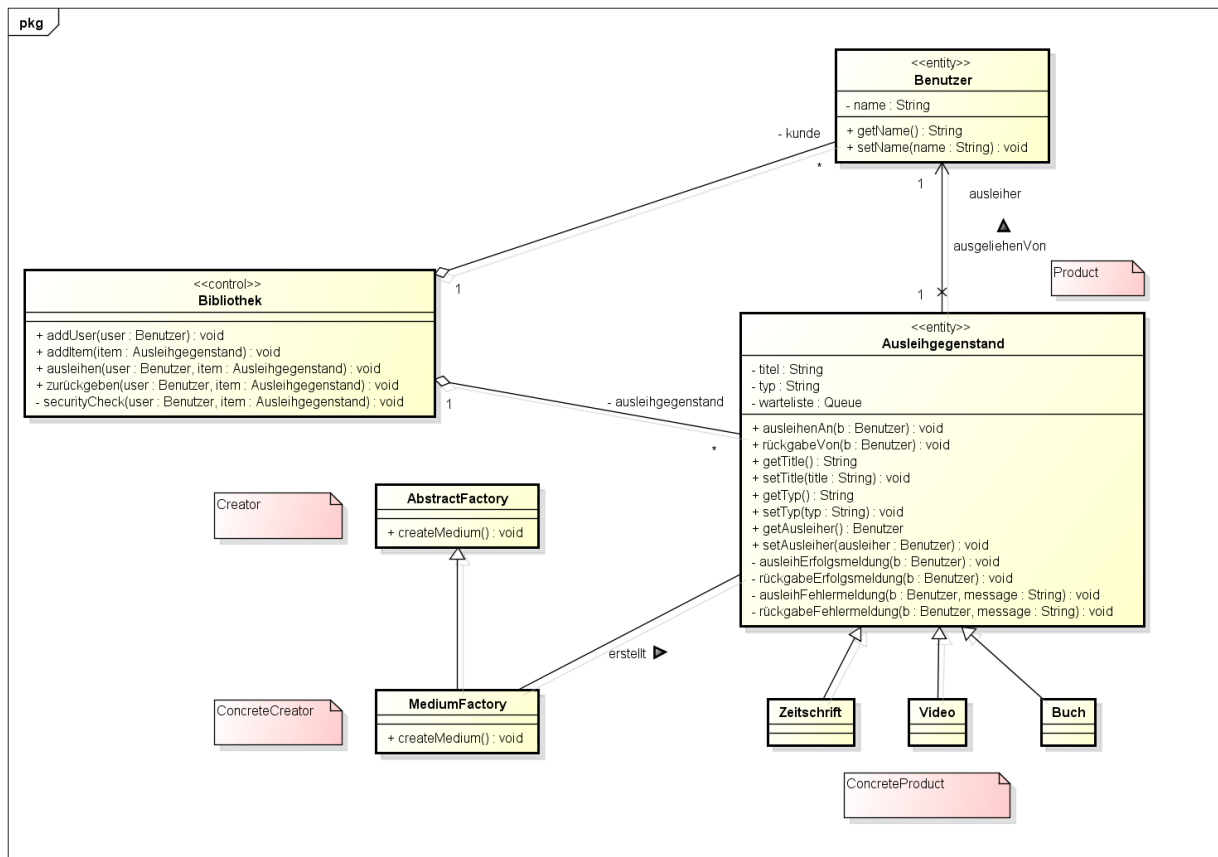 pkg
<<entity>>
Benutzer
- name : String
+ getName() : String
+ setName(name : String) : void
- kunde
*
1
ausleiher
ausgeliehenVon
1
Product
<<control>>
Bibliothek
+ addUser(user : Benutzer) : void
+ addItem(item : Ausleihgegenstand) : void
+ ausleihen(user : Benutzer, item : Ausleihgegenstand) : void
+ zurückgeben(user : Benutzer, item : Ausleihgegenstand) : void
- securityCheck(user : Benutzer, item : Ausleihgegenstand) : void
1
1
- ausleihgegenstand
*
<<entity>>
Ausleihgegenstand
- titel : String
- typ : String
- warteliste : Queue
+ ausleihenAn(b : Benutzer) : void
+ rückgabeVon(b : Benutzer) : void
+ getTitle() : String
+ setTitle(title : String) : void
+ getTyp() : String
+ setTyp(typ : String) : void
+ getAusleiher() : Benutzer
+ setAusleiher(ausleiher : Benutzer) : void
- ausleihErfolgsmeldung(b : Benutzer) : void
- rückgabeErfolgsmeldung(b : Benutzer) : void
- ausleihFehlermeldung(b : Benutzer, message : String) : void
- rückgabeFehlermeldung(b : Benutzer, message : String) : void
Creator
AbstractFactory
+ createMedium() : void
erstellt
ConcreteCreator
MediumFactory
+ createMedium() : void
Zeitschrift
Video
Buch
ConcreteProduct